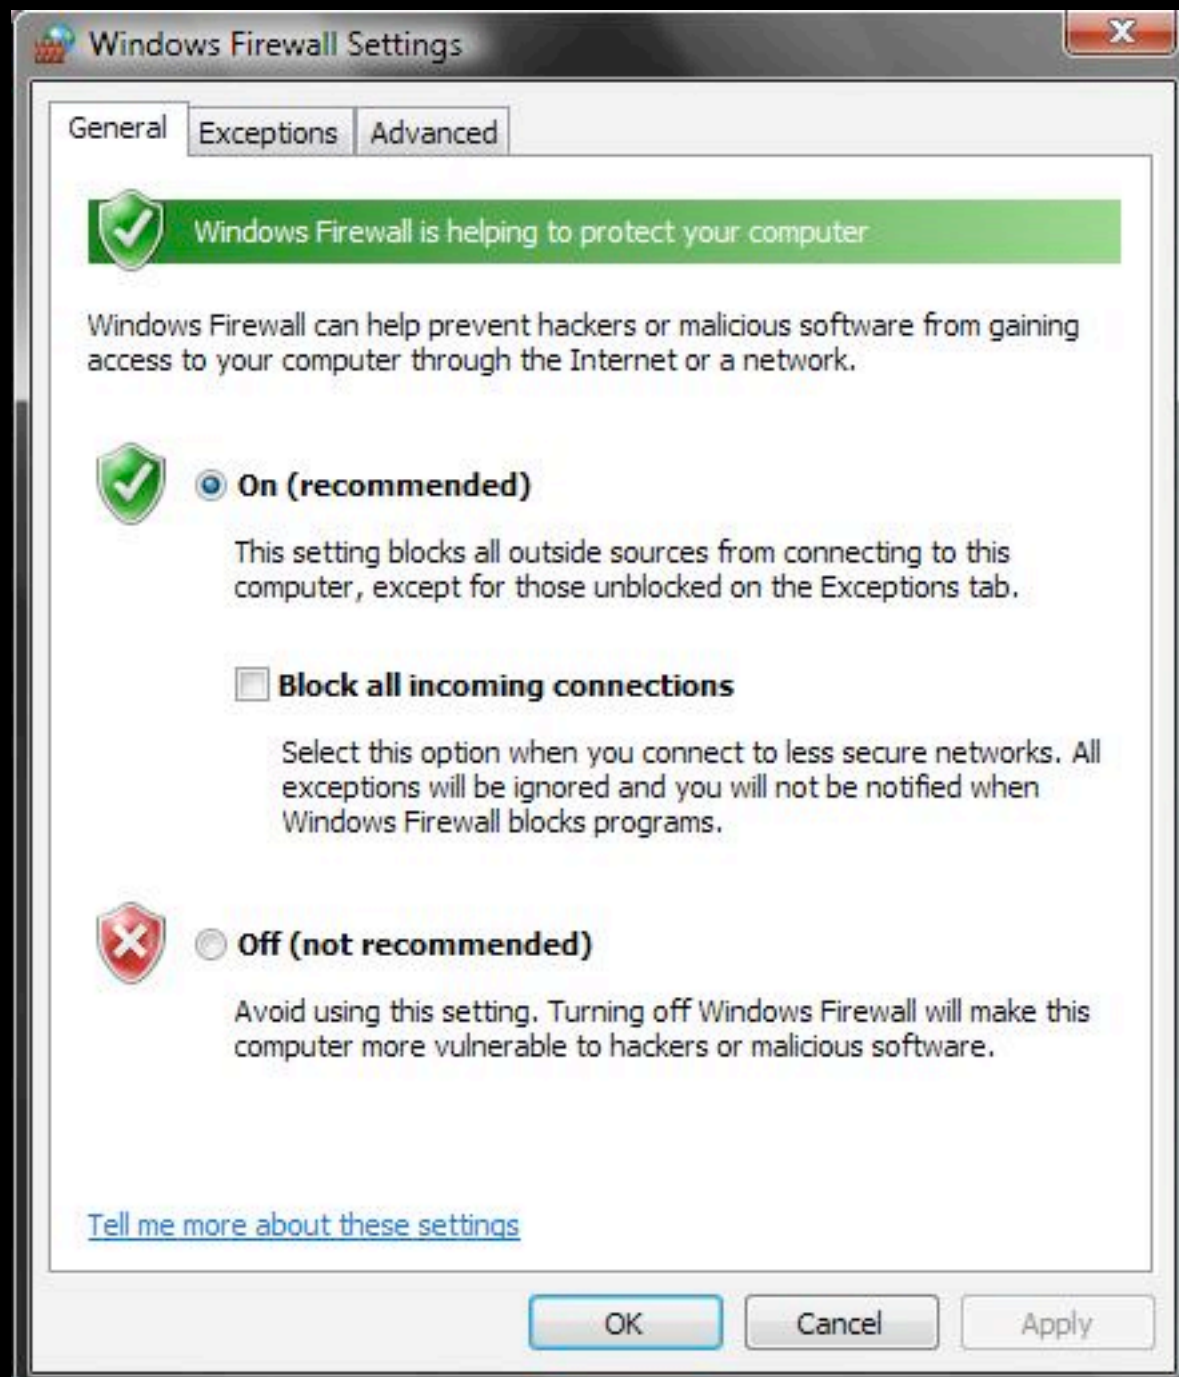 Windows Firewall Settings
General
Exceptions
Advanced
Windows Firewall is helping to protect your computer
Windows Firewall can help prevent hackers or malicious software from gaining
access to your computer through the Internet or a network.
On (recommended)
This setting blocks all outside sources from connecting to this
computer, except for those unblocked on the Exceptions tab.
Block all incoming connections
Select this option when you connect to less secure networks. All
exceptions will be ignored and you will not be notified when
Windows Firewall blocks programs.
Off (not recommended)
Avoid using this setting. Turning off Windows Firewall will make this
computer more vulnerable to hackers or malicious software.
Tell me more about these settings
OK
Cancel
Apply